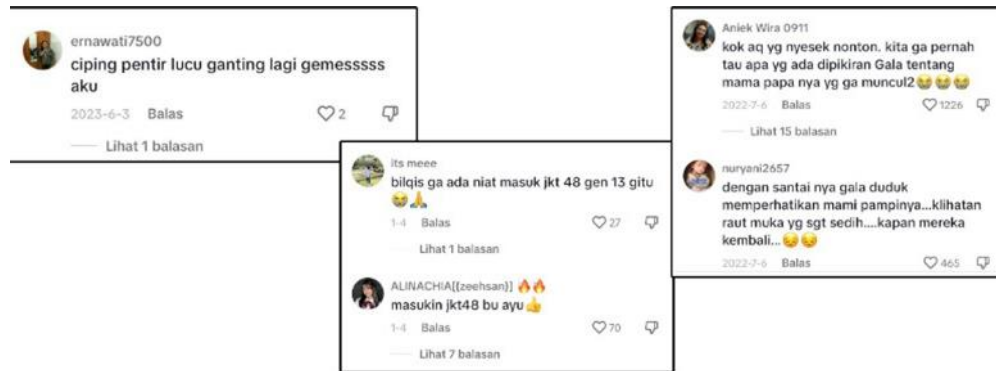 ernawati7500
ciping pentir lucu ganting lagi gemesssss
aku
2023-6-3 Balas 2
Lihat 1 balasan
its meee
bilqis ga ada niat masuk jkt 48 gen 13 gitu
😭🙏
1-4 Balas 27
Lihat 1 balasan
ALINACHIA[[zeehsan}] 🔥🔥
masukin jkt48 bu ayu👍
1-4 Balas 70
Lihat 7 balasan
Aniek Wira 0911
kok aq yg nyesek nonton. kita ga pernah
tau apa yg ada dipikiran Gala tentang
mama papa nya yg ga muncul2😭😭😭
2022-7-6 Balas 1226
Lihat 15 balasan
nuryani2657
dengan santai nya gala duduk
memperhatikan mami pampinya...klihatan
raut muka yg sgt sedih....kapan mereka
kembali...😔😔
2022-7-6 Balas 465